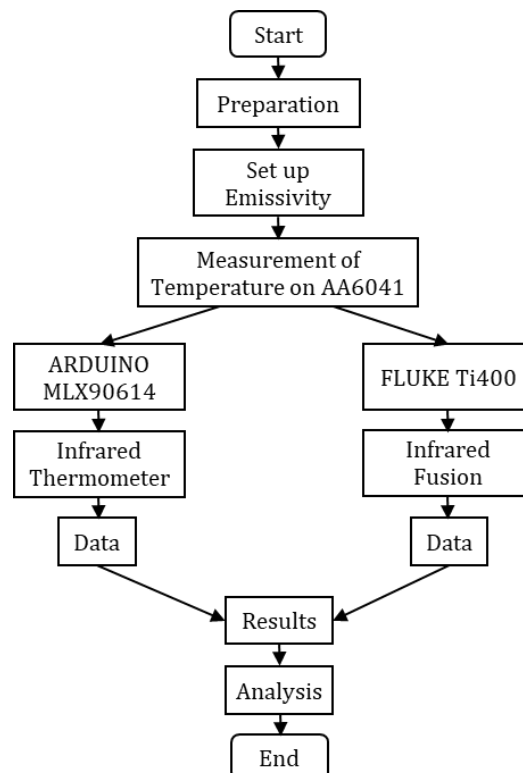 Start
Preparation
Set up
Emissivity
Measurement of
Temperature on AA6041
ARDUINO
MLX90614
FLUKE Ti400
Infrared
Thermometer
Infrared
Fusion
Data
Data
Results
Analysis
End